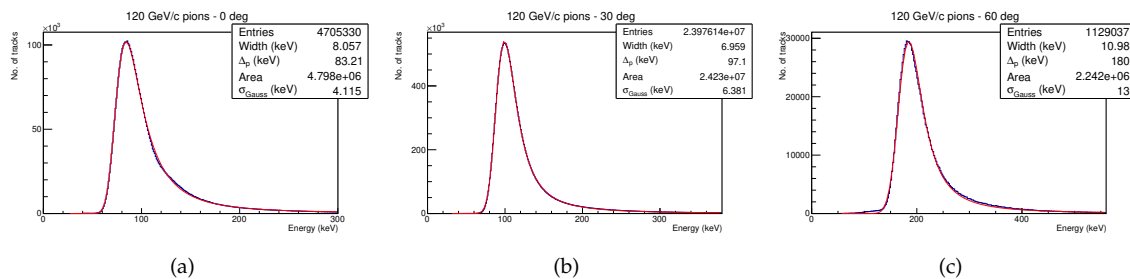 120 GeV/c pions - 0 deg
×10³
No. of tracks
100
50
0
0
100
200
300
Energy (keV)
Entries 4705330
Width (keV) 8.057
Δp (keV) 83.21
Area 4.798e+06
σGauss (keV) 4.115
(a)
120 GeV/c pions - 30 deg
×10³
No. of tracks
500
400
300
200
100
0
0
100
200
300
Energy (keV)
Entries 2.397614e+07
Width (keV) 6.959
Δp (keV) 97.1
Area 2.423e+07
σGauss (keV) 6.381
(b)
120 GeV/c pions - 60 deg
No. of tracks
30000
20000
10000
0
0
200
400
Energy (keV)
Entries 1129037
Width (keV) 10.98
Δp (keV) 180
Area 2.242e+06
σGauss (keV) 13
(c)